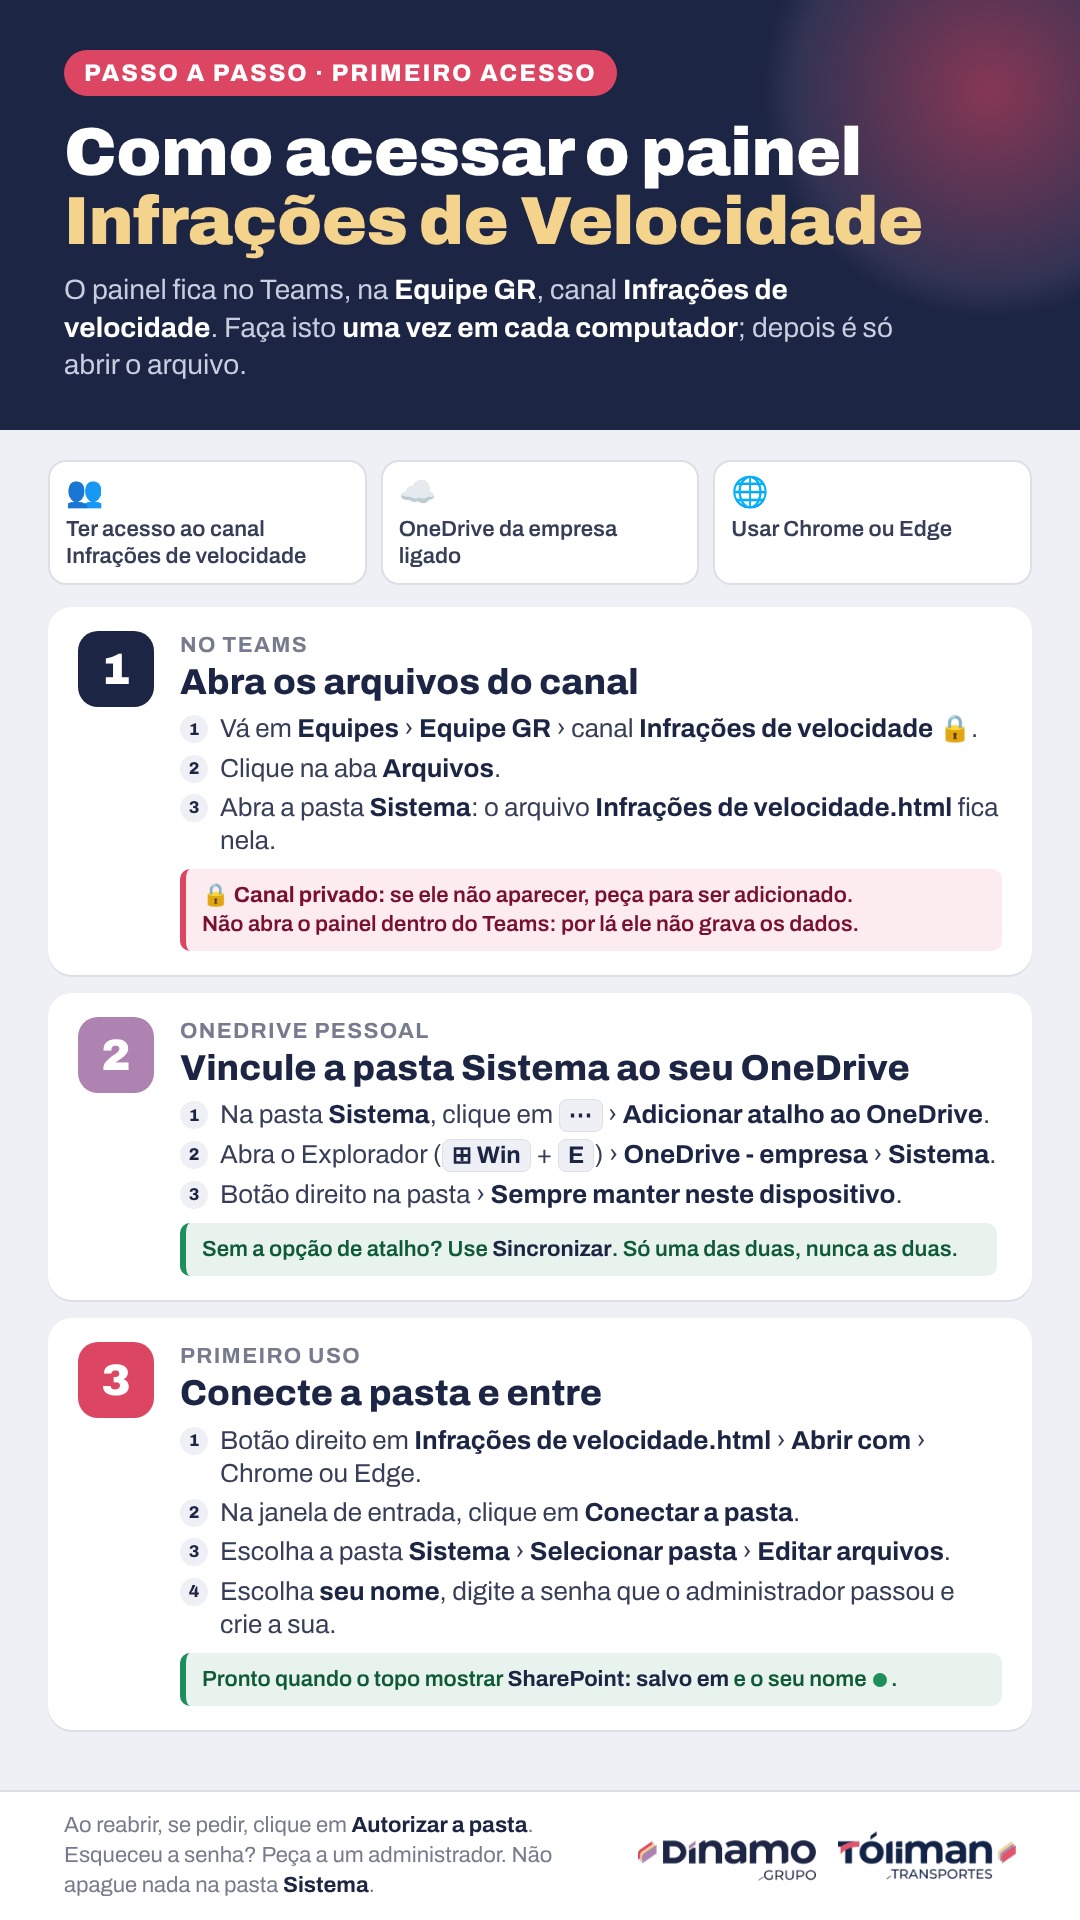 PASSO A PASSO · PRIMEIRO ACESSO
Como acessar o painel
Infrações de Velocidade
O painel fica no Teams, na Equipe GR, canal Infrações de
velocidade. Faça isto uma vez em cada computador; depois é só
abrir o arquivo.
Ter acesso ao canal
Infrações de velocidade
OneDrive da empresa
ligado
Usar Chrome ou Edge
1
NO TEAMS
Abra os arquivos do canal
1 Vá em Equipes › Equipe GR › canal Infrações de velocidade 🔒.
2 Clique na aba Arquivos.
3 Abra a pasta Sistema: o arquivo Infrações de velocidade.html fica
nela.
🔒 Canal privado: se ele não aparecer, peça para ser adicionado.
Não abra o painel dentro do Teams: por lá ele não grava os dados.
2
ONEDRIVE PESSOAL
Vincule a pasta Sistema ao seu OneDrive
1 Na pasta Sistema, clique em ··· › Adicionar atalho ao OneDrive.
2 Abra o Explorador (⊞ Win + E) › OneDrive - empresa › Sistema.
3 Botão direito na pasta › Sempre manter neste dispositivo.
Sem a opção de atalho? Use Sincronizar. Só uma das duas, nunca as duas.
3
PRIMEIRO USO
Conecte a pasta e entre
1 Botão direito em Infrações de velocidade.html › Abrir com ›
Chrome ou Edge.
2 Na janela de entrada, clique em Conectar a pasta.
3 Escolha a pasta Sistema › Selecionar pasta › Editar arquivos.
4 Escolha seu nome, digite a senha que o administrador passou e
crie a sua.
Pronto quando o topo mostrar SharePoint: salvo em e o seu nome ●.
Ao reabrir, se pedir, clique em Autorizar a pasta.
Esqueceu a senha? Peça a um administrador. Não
apague nada na pasta Sistema.
Dínamo
GRUPO
Tóliman
TRANSPORTES